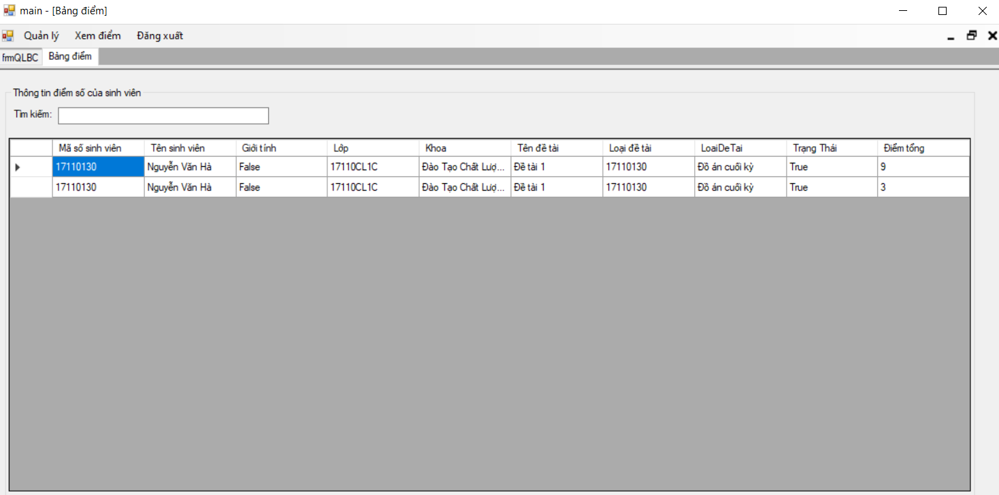 main - [Bảng điểm]
Quản lý Xem điểm Đăng xuất
frmQLBC Bảng điểm
Thông tin điểm số của sinh viên
Tìm kiếm:
Mã số sinh viên Tên sinh viên Giới tính Lớp Khoa Tên đề tài Loại đề tài LoaiDeTai Trạng Thái Điểm tổng
17110130 Nguyễn Văn Hà False 17110CL1C Đào Tạo Chất Lượ... Đề tài 1 17110130 Đồ án cuối kỳ True 9
17110130 Nguyễn Văn Hà False 17110CL1C Đào Tạo Chất Lượ... Đề tài 1 17110130 Đồ án cuối kỳ True 3